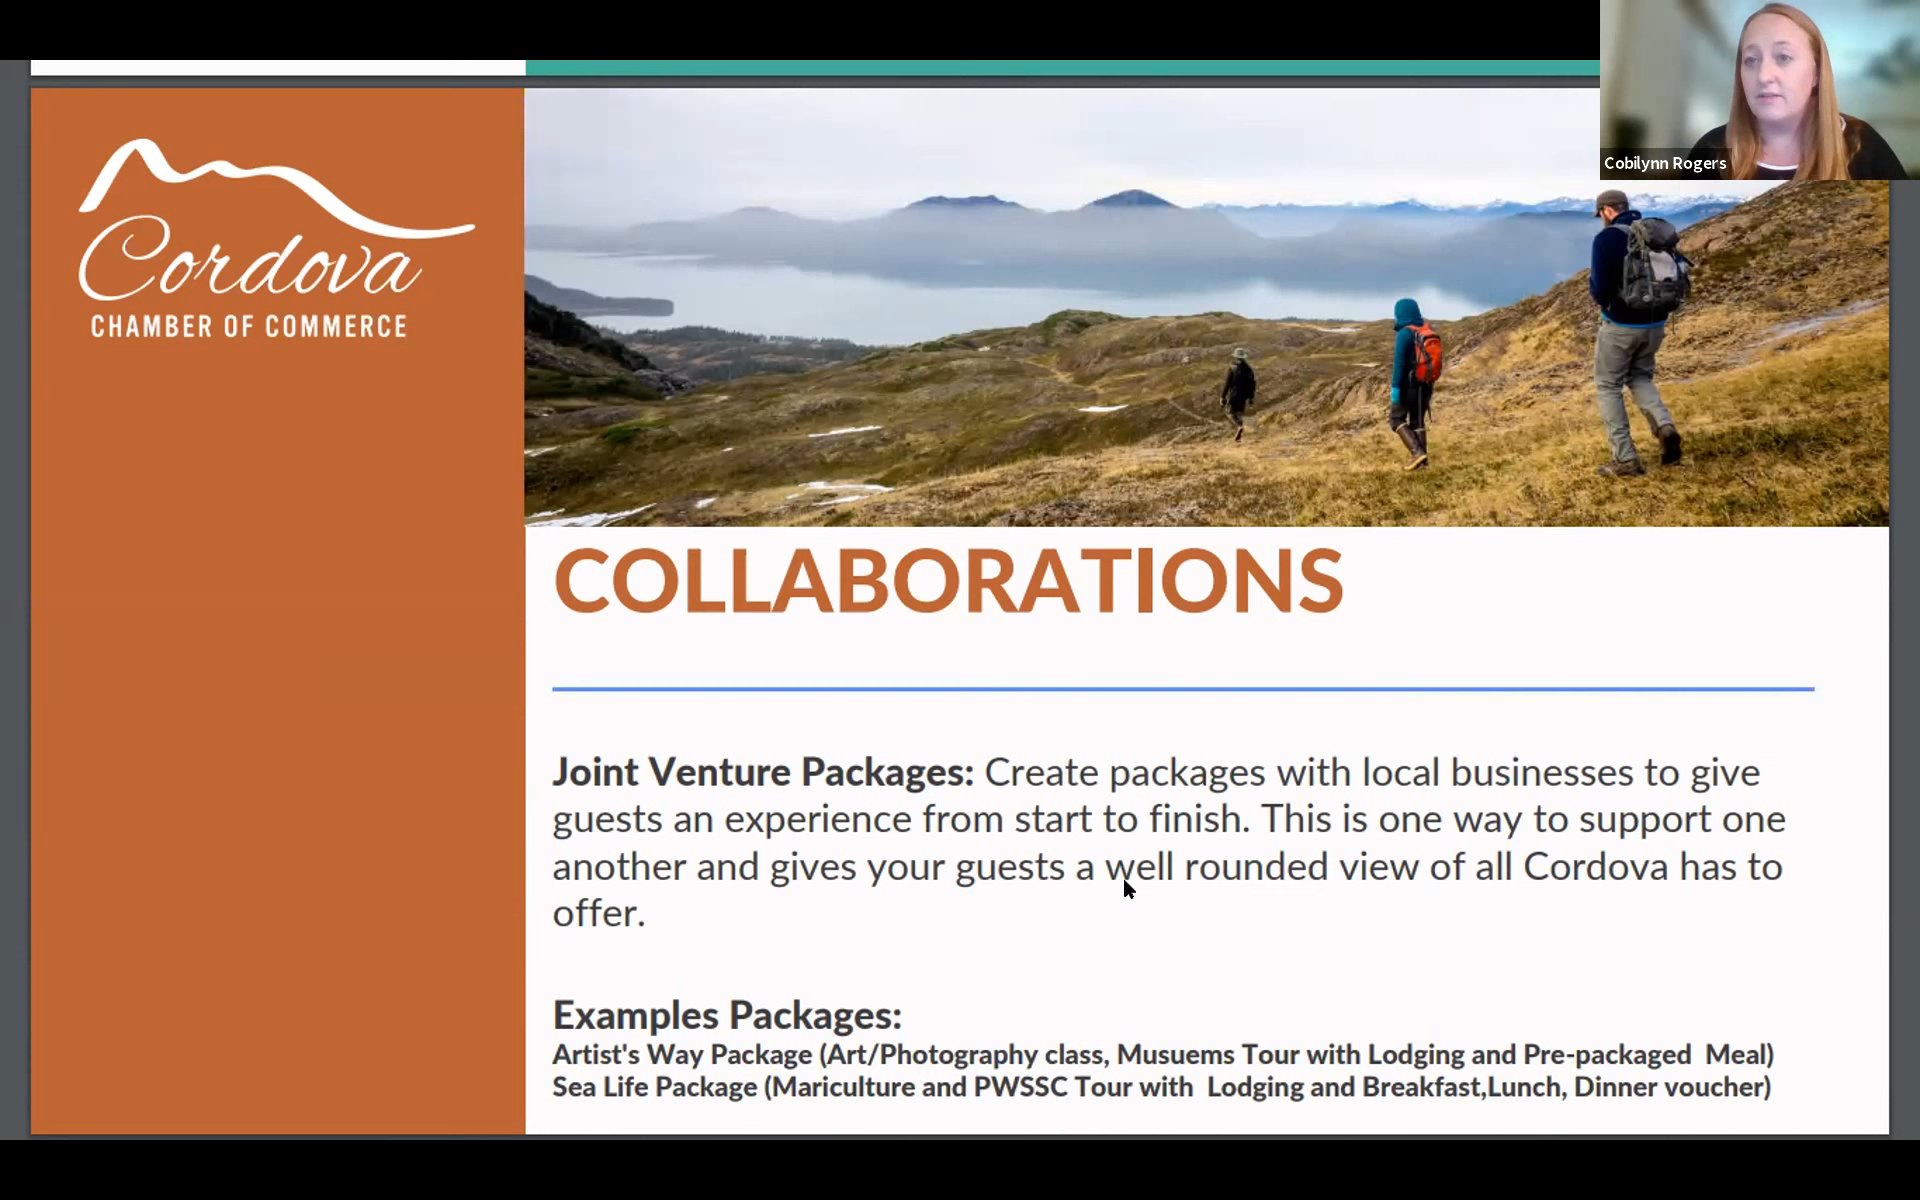 Cobilynn Rogers
Cordova
CHAMBER OF COMMERCE
COLLABORATIONS
Joint Venture Packages: Create packages with local businesses to give
guests an experience from start to finish. This is one way to support one
another and gives your guests a well rounded view of all Cordova has to
offer.
Examples Packages:
Artist's Way Package (Art/Photography class, Musuems Tour with Lodging and Pre-packaged  Meal)
Sea Life Package (Mariculture and PWSSC Tour with  Lodging and Breakfast,Lunch, Dinner voucher)